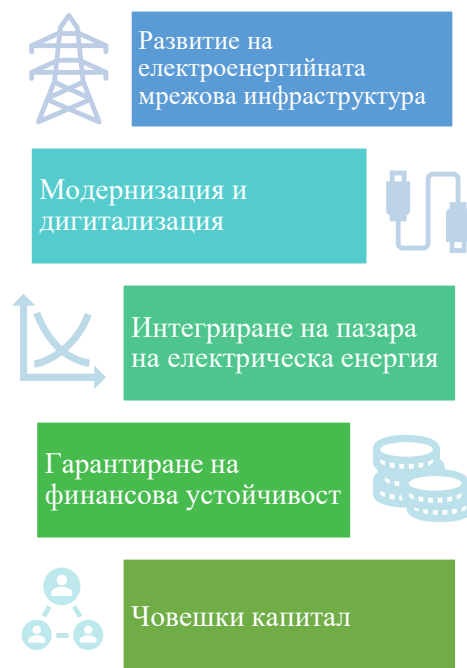 Развитие на
електроенергийната
мрежова инфраструктура
Модернизация и
дигитализация
Интегриране на пазара
на електрическа енергия
Гарантиране на
финансова устойчивост
Човешки капитал